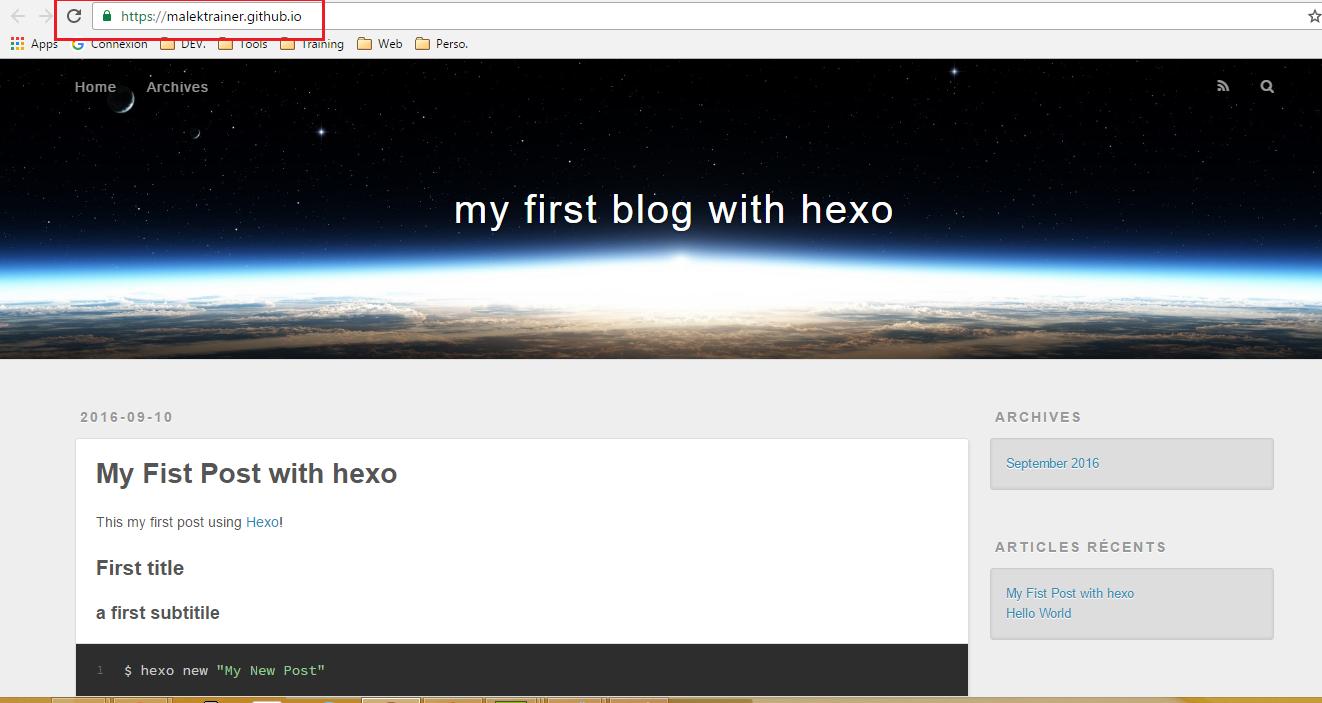 https://malektrainer.github.io
Apps Connexion DEV. Tools Training Web Perso.
Home Archives
my first blog with hexo
2016-09-10
My Fist Post with hexo
This my first post using Hexo!
First title
a first subtitile
1 $ hexo new "My New Post"
ARCHIVES
September 2016
ARTICLES RÉCENTS
My Fist Post with hexo
Hello World